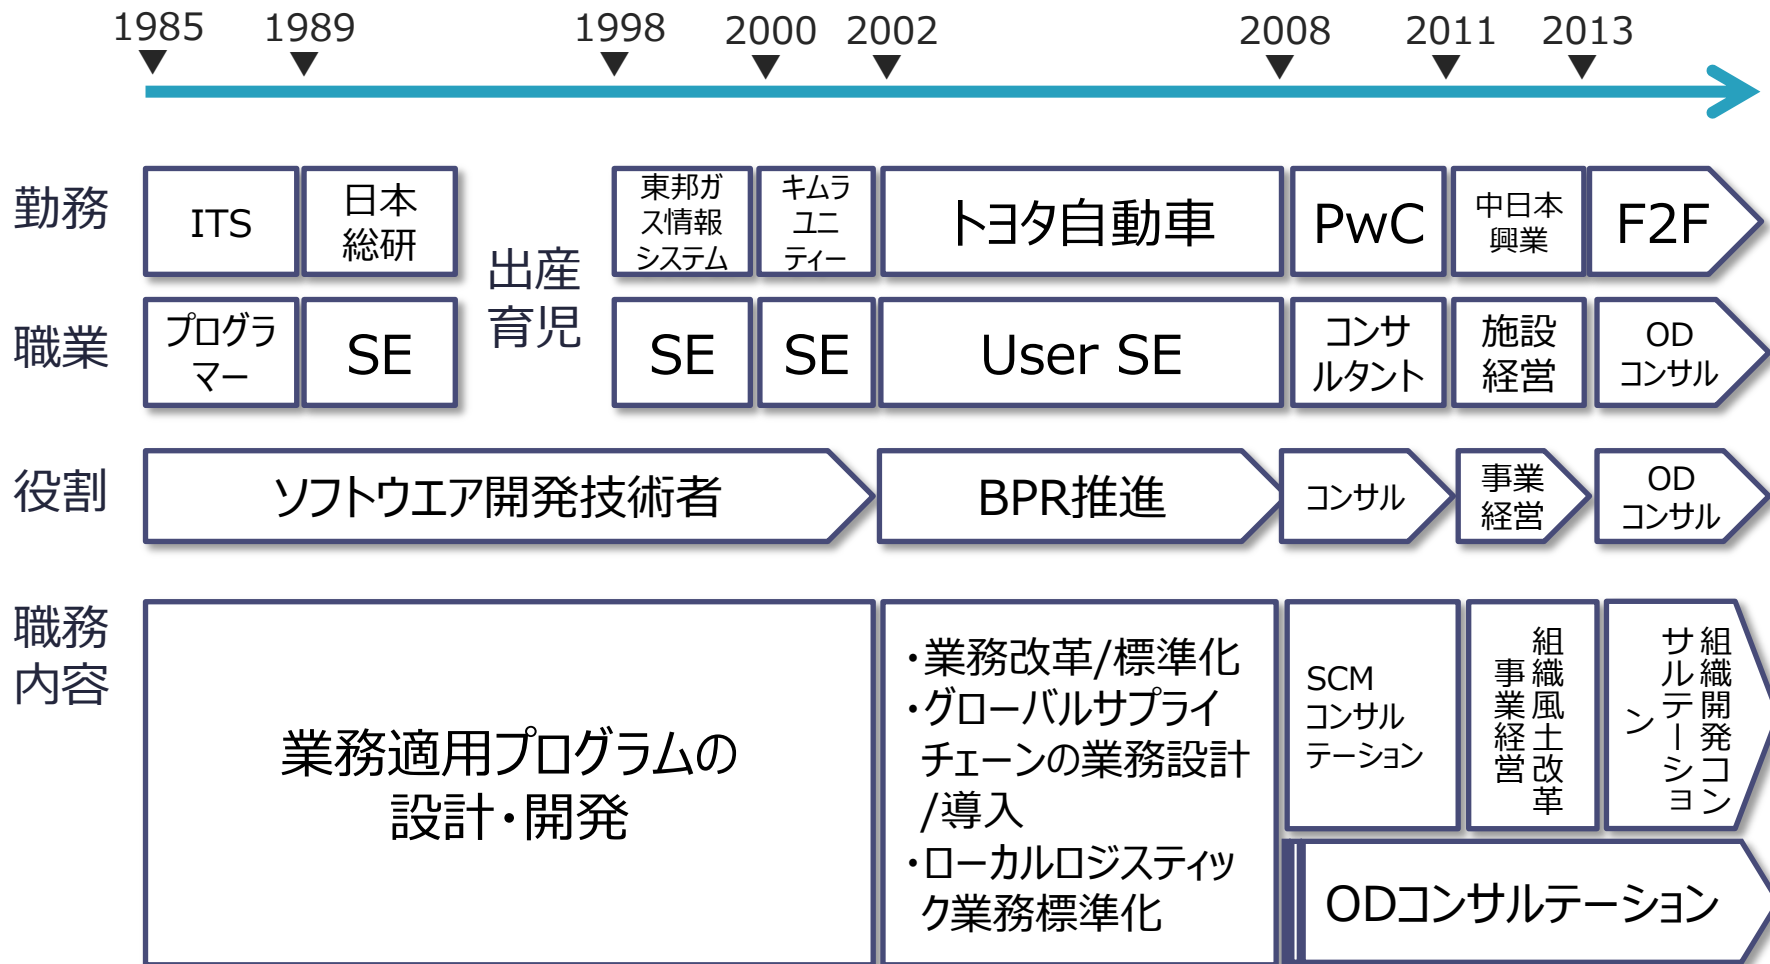 1985 1989 1998 2000 2002 2008 2011 2013
勤務
ITS
日本
総研
出産
育児
東邦ガ
ス情報
システム
キムラ
ユニ
ティー
トヨタ自動車
PwC
中日本
興業
F2F
職業
プログラ
マー
SE
SE
SE
User SE
コンサ
ルタント
施設
経営
OD
コンサル
役割
ソフトウエア開発技術者
BPR推進
コンサル
事業
経営
OD
コンサル
職務
内容
業務適用プログラムの
設計・開発
・業務改革/標準化
・グローバルサプライ
チェーンの業務設計
/導入
・ローカルロジスティッ
ク業務標準化
SCM
コンサル
テーション
組織風土改革
事業経営
組織開発コン
サルテーショ
ン
ODコンサルテーション